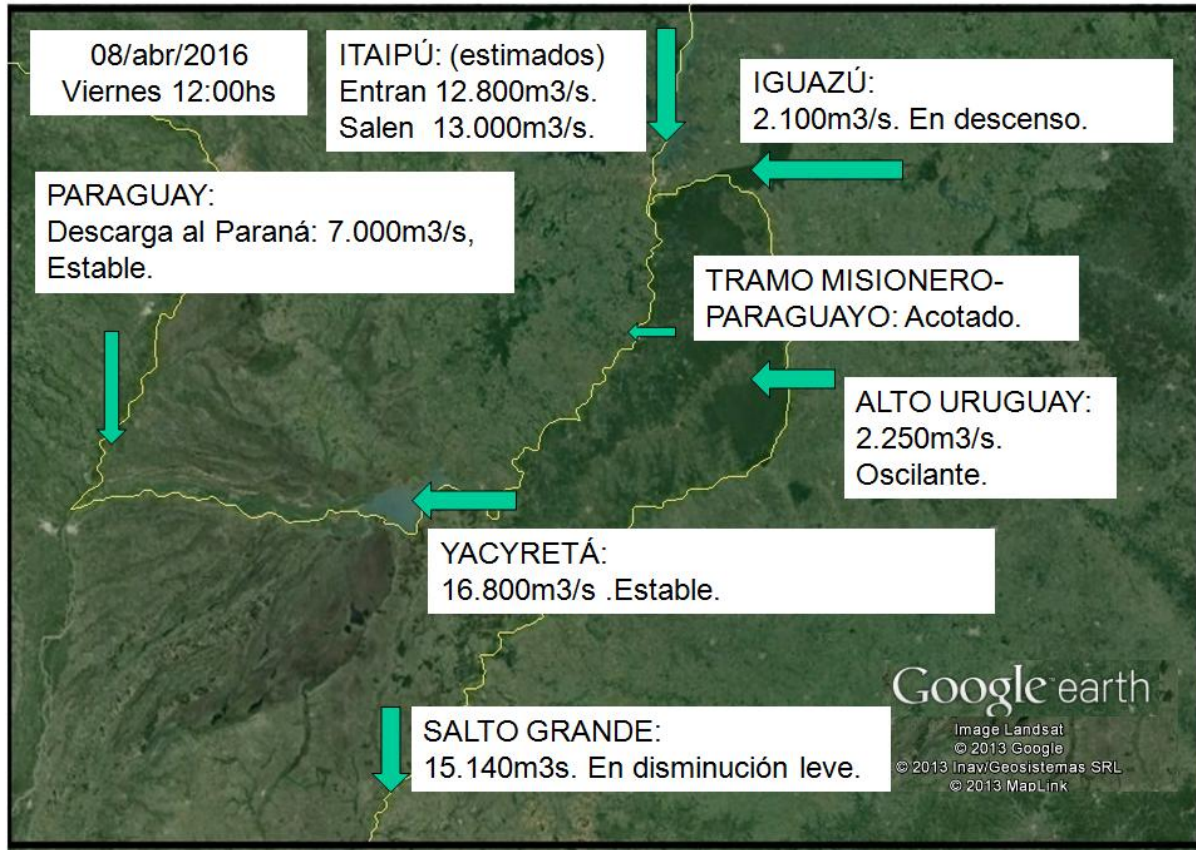 08/abr/2016
Viernes 12:00hs
ITAIPÚ: (estimados)
Entran 12.800m3/s.
Salen 13.000m3/s.
IGUAZÚ:
2.100m3/s. En descenso.
PARAGUAY:
Descarga al Paraná: 7.000m3/s,
Estable.
TRAMO MISIONERO-
PARAGUAYO: Acotado.
ALTO URUGUAY:
2.250m3/s.
Oscilante.
YACYRETÁ:
16.800m3/s .Estable.
SALTO GRANDE:
15.140m3s. En disminución leve.
Google earth
Image Landsat
© 2013 Google
© 2013 Inav/Geosistemas SRL
© 2013 MapLink